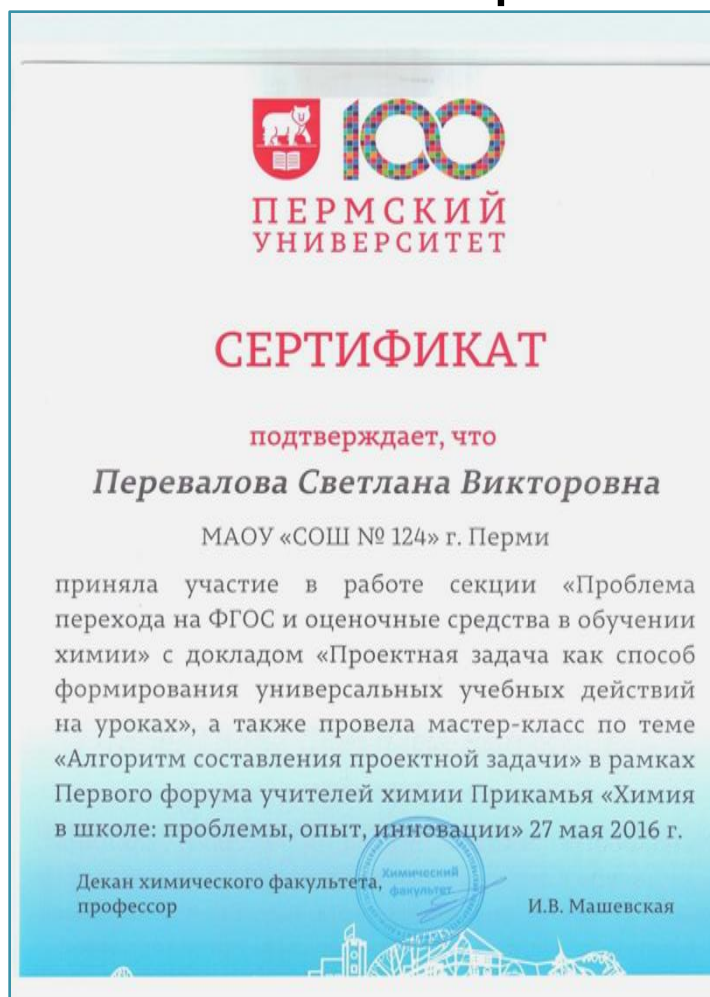 100
ПЕРМСКИЙ
УНИВЕРСИТЕТ
СЕРТИФИКАТ
подтверждает, что
Перевалова Светлана Викторовна
МАОУ «СОШ № 124» г. Перми
приняла участие в работе секции «Проблема
перехода на ФГОС и оценочные средства в обучении
химии» с докладом «Проектная задача как способ
формирования универсальных учебных действий
на уроках», а также провела мастер-класс по теме
«Алгоритм составления проектной задачи» в рамках
Первого форума учителей химии Прикамья «Химия
в школе: проблемы, опыт, инновации» 27 мая 2016 г.
Декан химического факультета,
профессор
Химический
факультет
И.В. Машевская